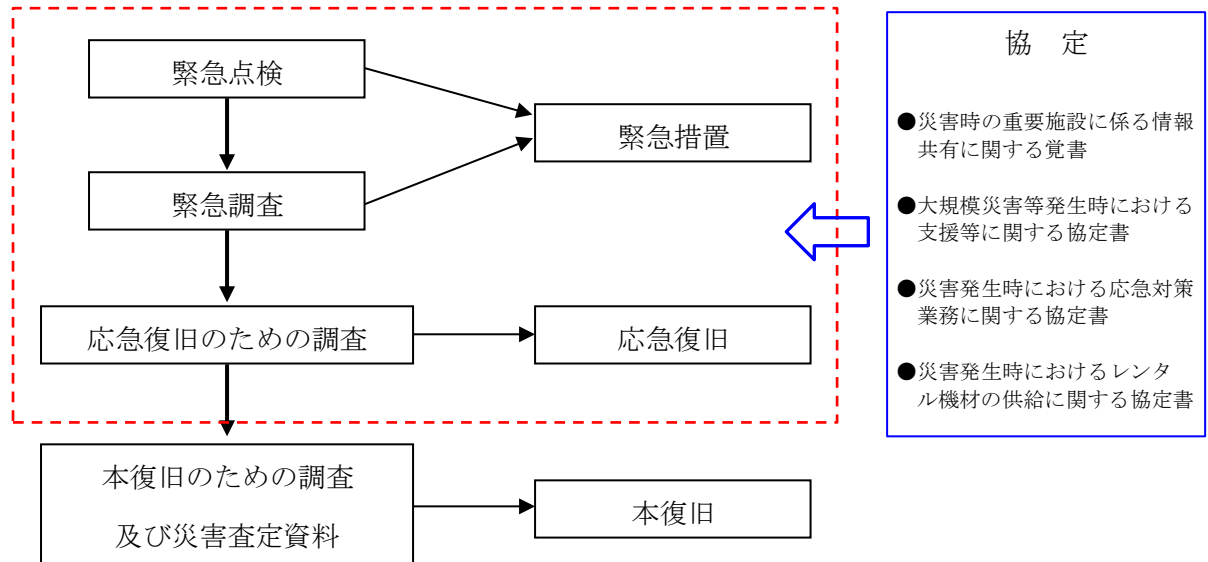 緊急点検
緊急措置
緊急調査
応急復旧のための調査
応急復旧
本復旧のための調査
及び災害査定資料
本復旧
協　定
●災害時の重要施設に係る情報
共有に関する覚書
●大規模災害等発生時における
支援等に関する協定書
●災害発生時における応急対策
業務に関する協定書
●災害発生時におけるレンタ
ル機材の供給に関する協定書